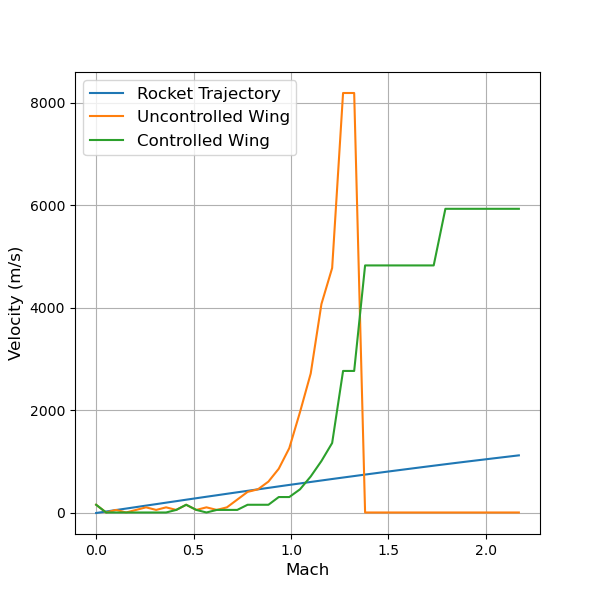 Rocket Trajectory
Uncontrolled Wing
Controlled Wing
8000
6000
4000
2000
0
Velocity (m/s)
0.0 0.5 1.0 1.5 2.0
Mach